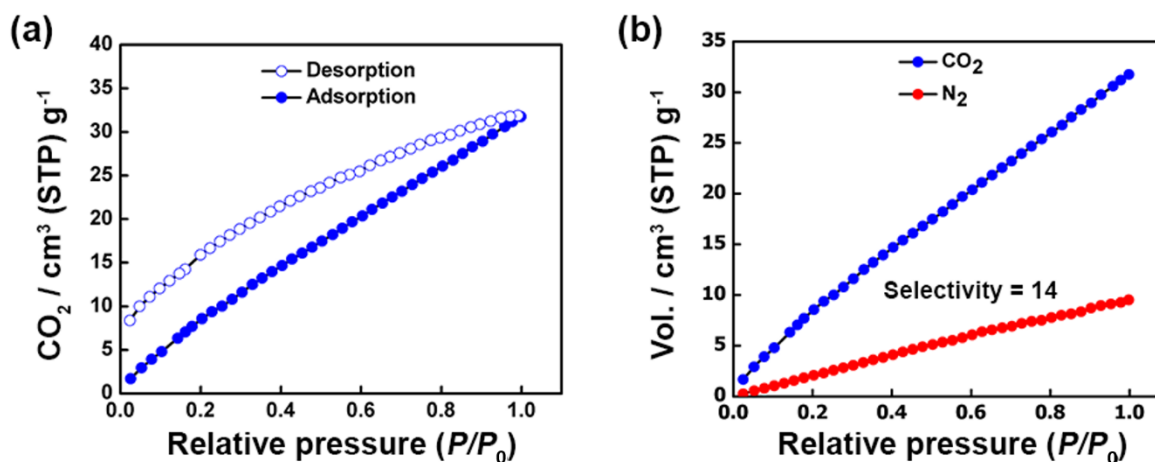 (a)
40
35
30
25
20
15
10
5
0
CO₂ / cm³ (STP) g⁻¹
Desorption
Adsorption
0.0 0.2 0.4 0.6 0.8 1.0
Relative pressure (P/P₀)
(b)
35
30
25
20
15
10
5
0
Vol. / cm³ (STP) g⁻¹
CO₂
N₂
Selectivity = 14
0.0 0.2 0.4 0.6 0.8 1.0
Relative pressure (P/P₀)